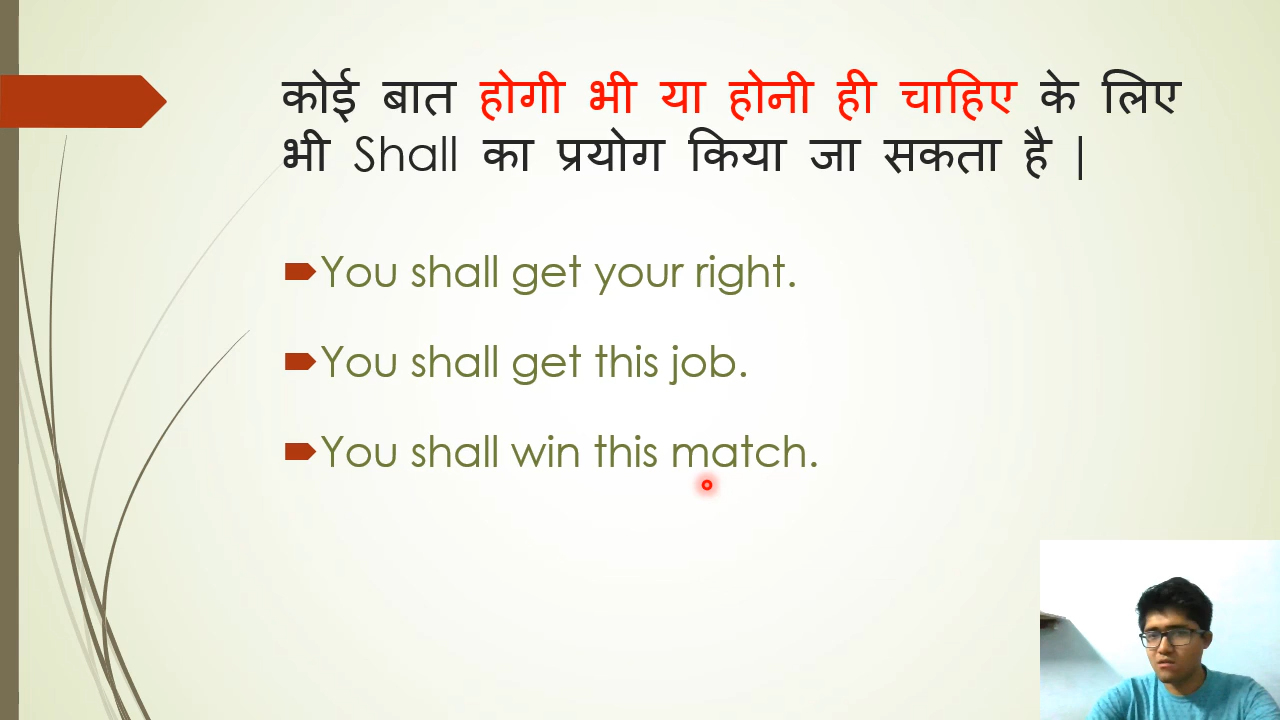 कोई बात होगी भी या होनी ही चाहिए के लिए
भी Shall का प्रयोग किया जा सकता है |
You shall get your right.
You shall get this job.
You shall win this match.